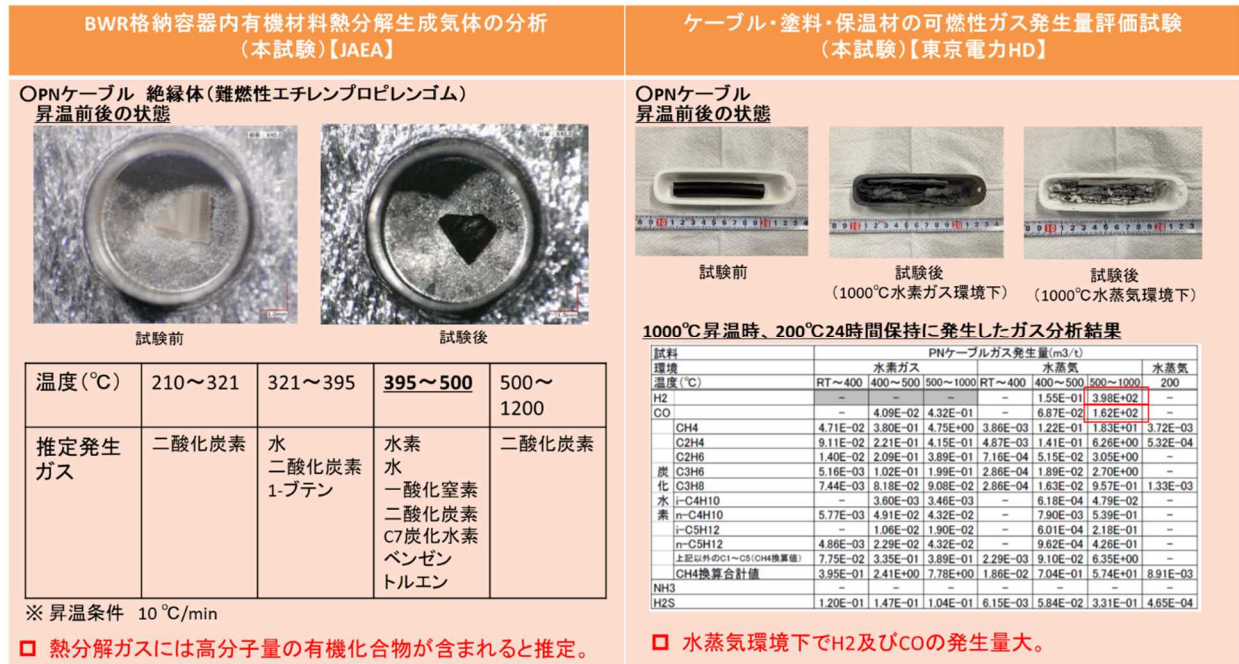 BWR格納容器内有機材料熱分解生成気体の分析
（本試験）【JAEA】
〇PNケーブル 絶縁体（難燃性エチレンプロピレンゴム）
昇温前後の状態
試験前
試験後
温度（℃） 210～321 321～395 395～500 500～1200
推定発生ガス
二酸化炭素
水
二酸化炭素
1-ブテン
水素
水
一酸化窒素
二酸化炭素
C7炭化水素
ベンゼン
トルエン
二酸化炭素
※ 昇温条件 10 ℃/min
熱分解ガスには高分子量の有機化合物が含まれると推定。
ケーブル・塗料・保温材の可燃性ガス発生量評価試験
（本試験）【東京電力HD】
〇PNケーブル
昇温前後の状態
試験前
試験後
（1000℃水素ガス環境下）
試験後
（1000℃水蒸気環境下）
1000℃昇温時、200℃24時間保持に発生したガス分析結果
試料 PNケーブルガス発生量(m3/t)
環境 水素ガス 水蒸気 水蒸気
温度(℃) RT～400 400～500 500～1000 RT～400 400～500 500～1000 200
H2 － － － － 1.55E-01 3.98E+02 －
CO － 4.09E-02 4.32E-01 － 6.87E-02 1.62E+02 －
炭化水素
CH4 4.71E-02 3.80E-01 4.75E+00 3.86E-03 1.22E-01 1.83E+01 3.72E-03
C2H4 9.11E-02 2.21E-01 4.15E-01 4.87E-03 1.41E-01 6.26E+00 5.32E-04
C2H6 1.40E-02 2.09E-01 3.89E-01 7.16E-04 5.15E-02 3.05E+00 －
C3H6 5.16E-03 1.02E-01 1.99E-01 2.86E-04 1.89E-02 2.70E+00 －
C3H8 7.44E-03 8.18E-02 9.08E-02 2.86E-04 1.63E-02 9.57E-01 1.33E-03
i-C4H10 － 3.60E-03 3.46E-03 － 6.18E-04 4.79E-02 －
n-C4H10 5.77E-03 4.91E-02 4.32E-02 － 7.90E-03 5.39E-01 －
i-C5H12 － 1.06E-02 1.90E-02 － 6.01E-04 2.18E-01 －
n-C5H12 4.86E-03 2.29E-02 4.32E-02 － 9.62E-04 4.26E-01 －
上記以外のC1～C5(CH4換算値) 7.75E-02 3.35E-01 3.89E-01 2.29E-03 9.10E-02 6.35E+00 －
CH4換算合計値 3.95E-01 2.41E+00 7.78E+00 1.86E-02 7.04E-01 5.74E+01 8.91E-03
NH3 － － － － － － －
H2S 1.20E-01 1.47E-01 1.04E-01 6.15E-03 5.84E-02 3.31E-01 4.65E-04
水蒸気環境下でH2及びCOの発生量大。